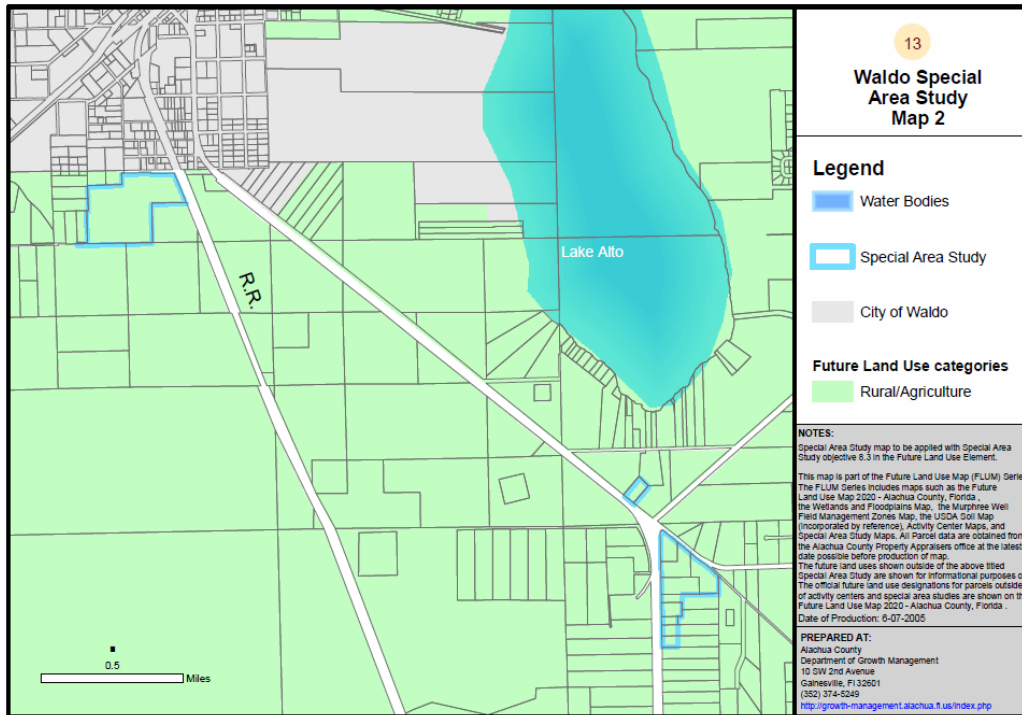 13
Waldo Special
Area Study
Map 2
Legend
Water Bodies
Special Area Study
City of Waldo
Future Land Use categories
Rural/Agriculture
NOTES:
Special Area Study map to be applied with Special Area
Study objective 8.3 in the Future Land Use Element.
This map is part of the Future Land Use Map (FLUM) Serie
The FLUM Series includes maps such as the Future
Land Use Map 2020 - Alachua County, Florida ,
the Wetlands and Floodplains Map, the Murphree Well
Field Management Zones Map, the USDA Soil Map
(incorporated by reference), Activity Center Maps, and
Special Area Study Maps. All Parcel data are obtained from
the Alachua County Property Appraisers office at the latest
date possible before production of map.
The future land uses shown outside of the above titled
Special Area Study are shown for informational purposes o
The official future land use designations for parcels outside
of activity centers and special area studies are shown on th
Future Land Use Map 2020 - Alachua County, Florida .
Date of Production: 6-07-2005
PREPARED AT:
Alachua County
Department of Growth Management
10 SW 2nd Avenue
Gainesville, Fl 32601
(352) 374-5249
http://growth-management.alachua.fl.us/index.php
Lake Alto
R.R.
0.5
Miles